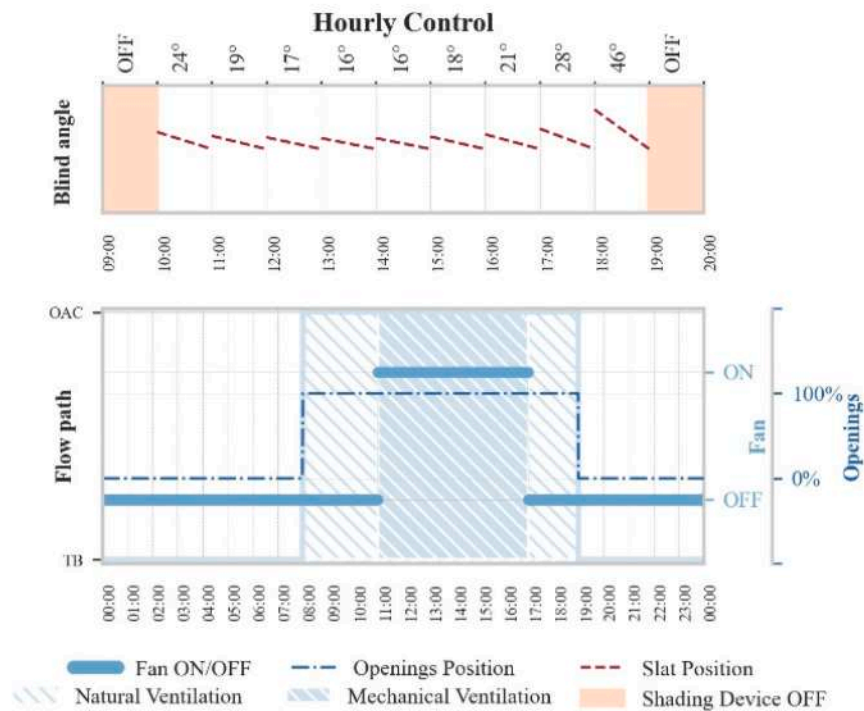 Hourly Control
OFF 24° 19° 17° 16° 16° 18° 21° 28° 46° OFF
Blind angle
09:00 10:00 11:00 12:00 13:00 14:00 15:00 16:00 17:00 18:00 19:00 20:00
OAC
ON
100%
Flow path
Fan
Openings
0%
OFF
TB
00:00 01:00 02:00 03:00 04:00 05:00 06:00 07:00 08:00 09:00 10:00 11:00 12:00 13:00 14:00 15:00 16:00 17:00 18:00 19:00 20:00 21:00 22:00 23:00 00:00
Fan ON/OFF Openings Position Slat Position
Natural Ventilation Mechanical Ventilation Shading Device OFF